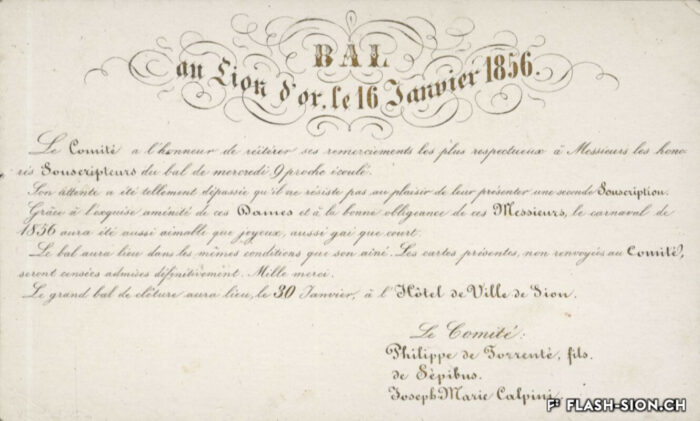 BAL
au Lion d'or, le 16 Janvier 1856.
Le Comité a l'honneur de réitérer ses remerciements les plus respectueux à Messieurs les hono-
rés Souscripteurs du bal de mercredi 9 proche écoulé.
Son attente a été tellement dépassée qu'il ne résiste pas au plaisir de leur présenter une seconde Souscription.
Grâce à l'exquise aménité de ces Dames et à la bonne obligeance de ces Messieurs, le carnaval de
1856 aura été aussi aimable que joyeux, aussi gai que court.
Le bal aura lieu dans les mêmes conditions que son aîné. Les cartes présentes, non renvoyées au Comité,
seront censées admises définitivement. Mille merci.
Le grand bal de clôture aura lieu, le 30 Janvier, à l'Hôtel de Ville de Sion.
Le Comité:
Philippe de Torrenté, fils.
de Sépibus.
Joseph-Marie Calpini.
FLASH-SION.CH